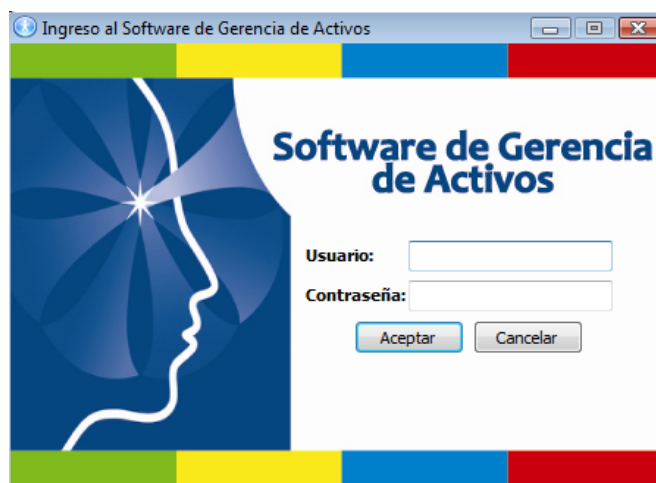 Ingreso al Software de Gerencia de Activos
Software de Gerencia
de Activos
Usuario:
Contraseña:
Aceptar Cancelar